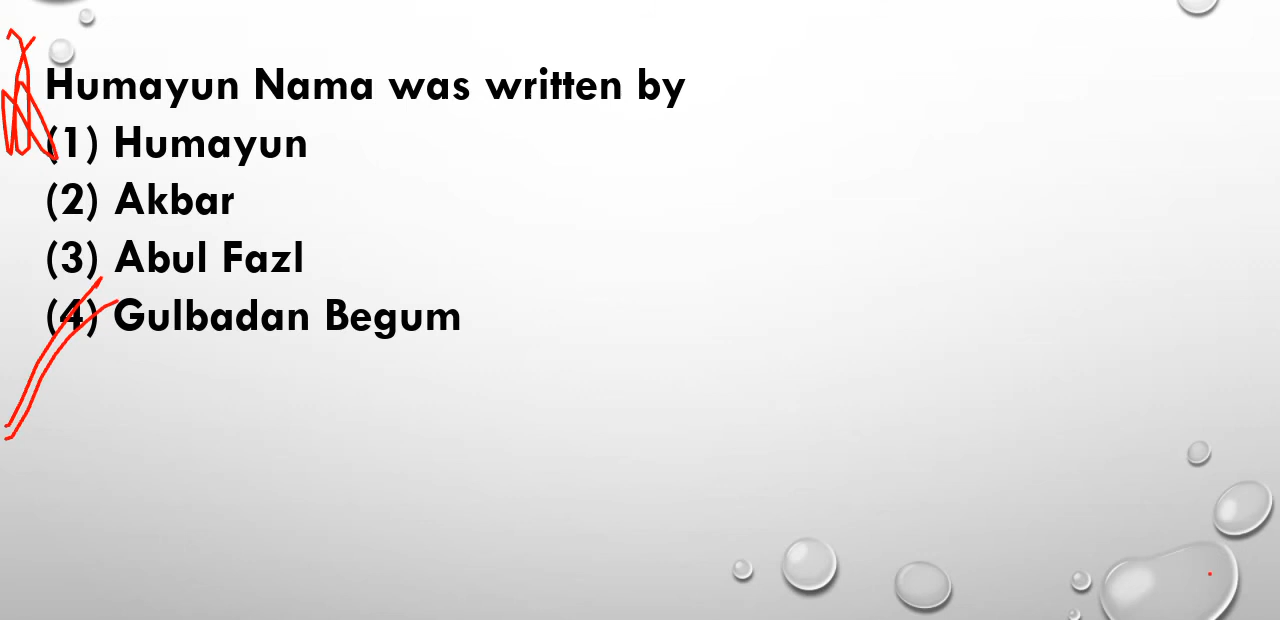 Humayun Nama was written by
(1) Humayun
(2) Akbar
(3) Abul Fazl
(4) Gulbadan Begum